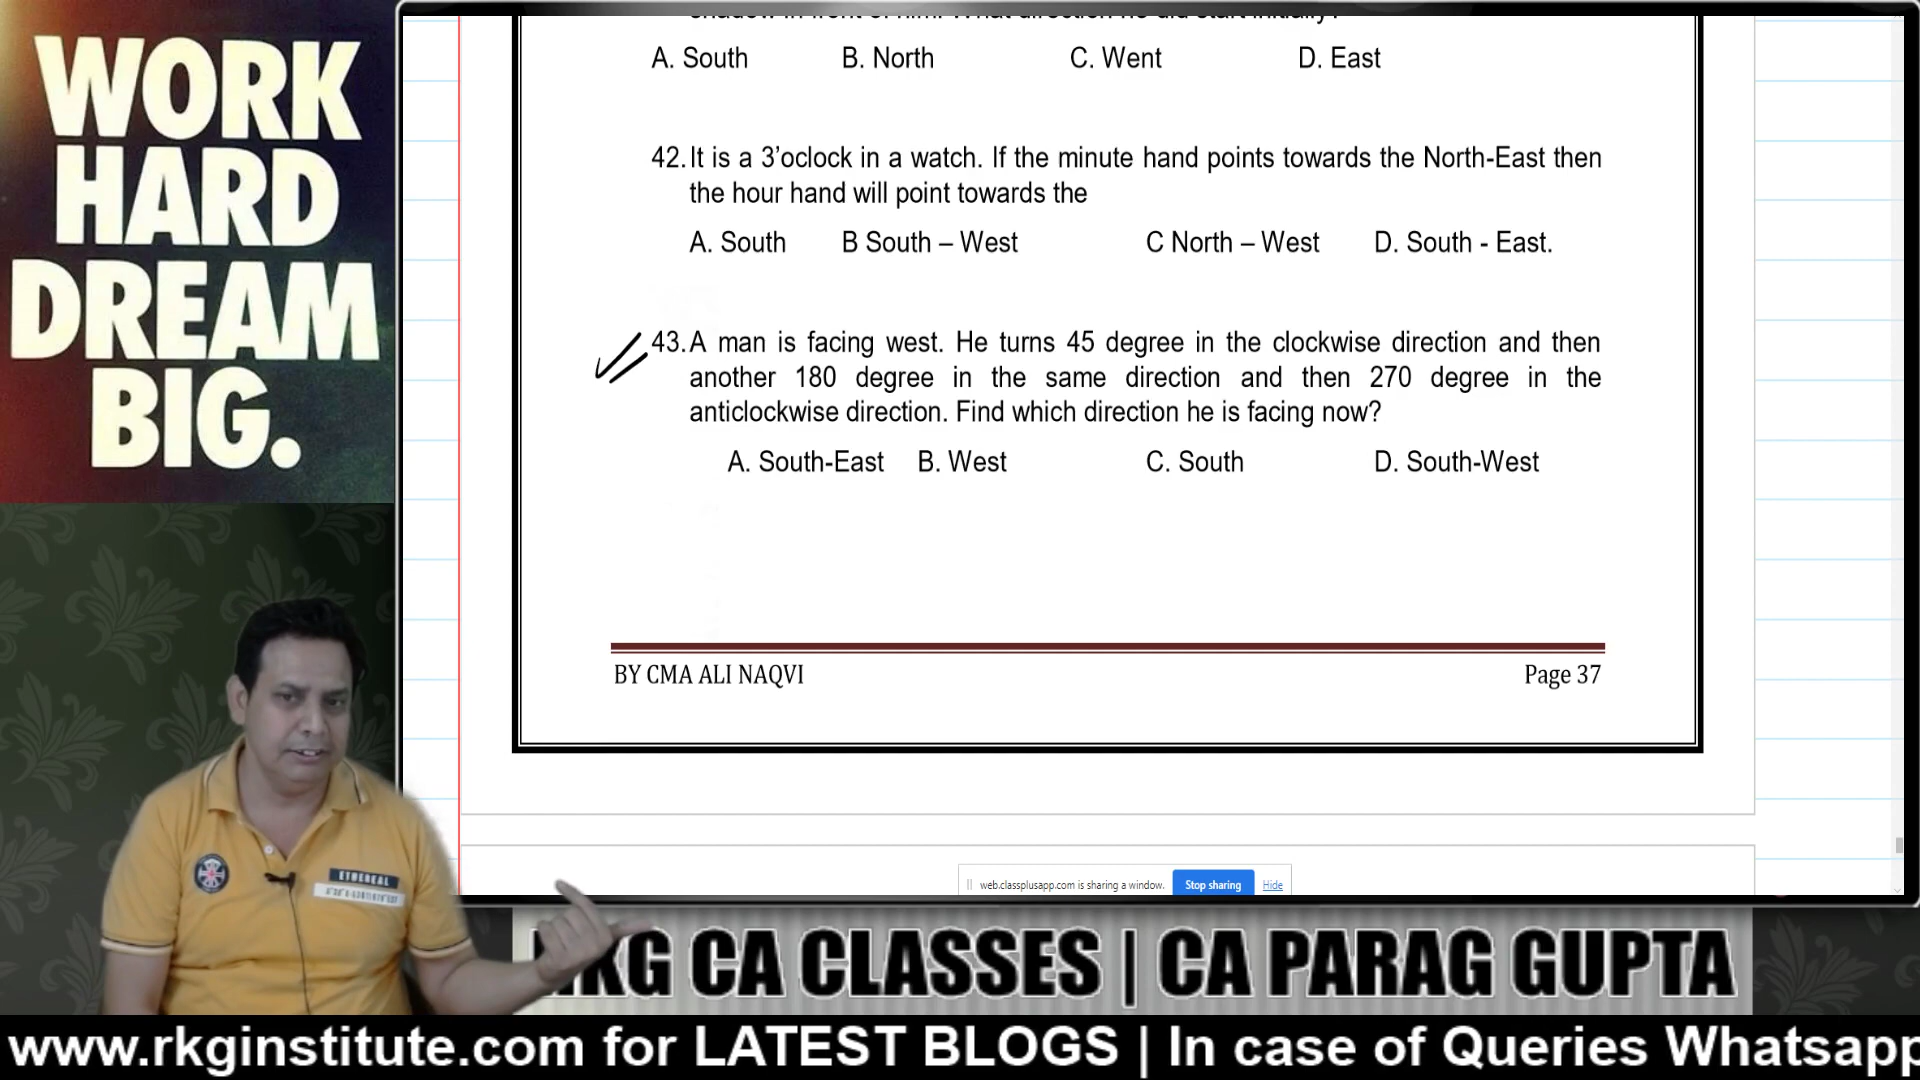 WORK
HARD
DREAM
BIG.
A. South B. North C. Went D. East
42. It is a 3’oclock in a watch. If the minute hand points towards the North-East then
the hour hand will point towards the
A. South B South – West C North – West D. South - East.
43. A man is facing west. He turns 45 degree in the clockwise direction and then
another 180 degree in the same direction and then 270 degree in the
anticlockwise direction. Find which direction he is facing now?
A. South-East B. West C. South D. South-West
BY CMA ALI NAQVI Page 37
web.classplusapp.com is sharing a window. Stop sharing Hide
ETHEREAL
RKG CA CLASSES | CA PARAG GUPTA
www.rkginstitute.com for LATEST BLOGS | In case of Queries Whatsapp